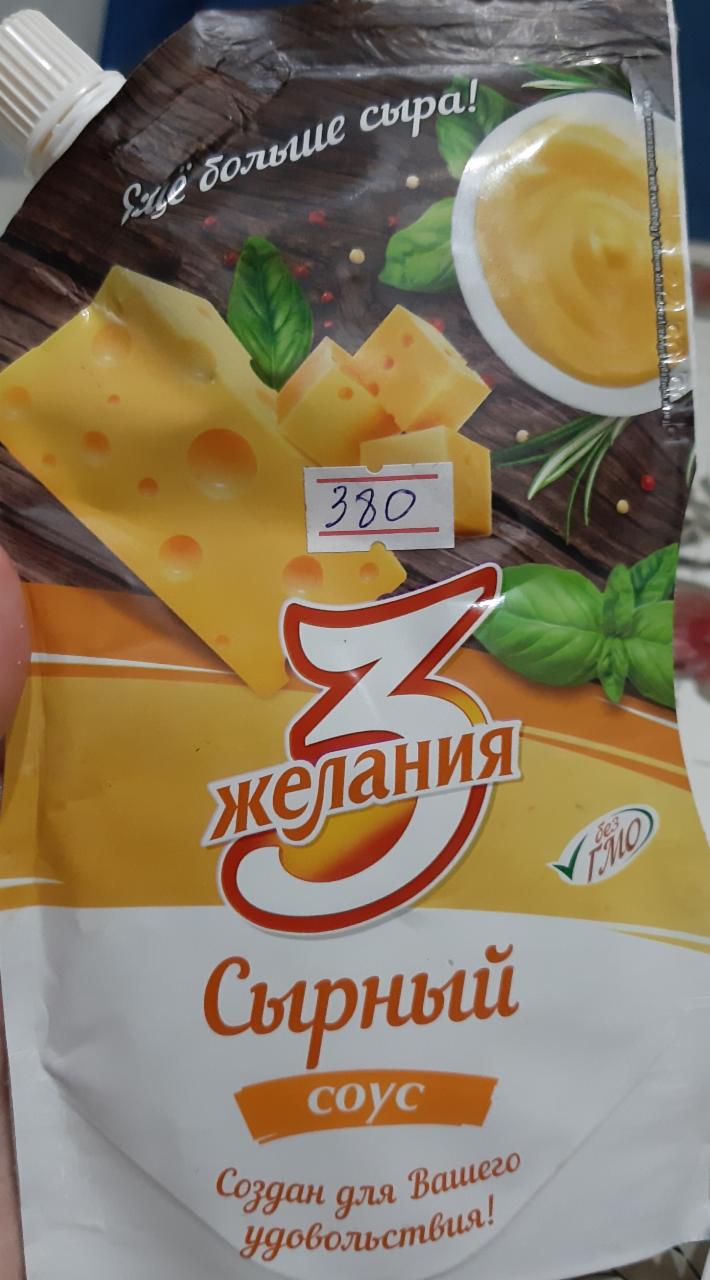 Ещё больше сыра!
380
3
желания
без
ГМО
Сырный
соус
Создан для Вашего
удовольствия!